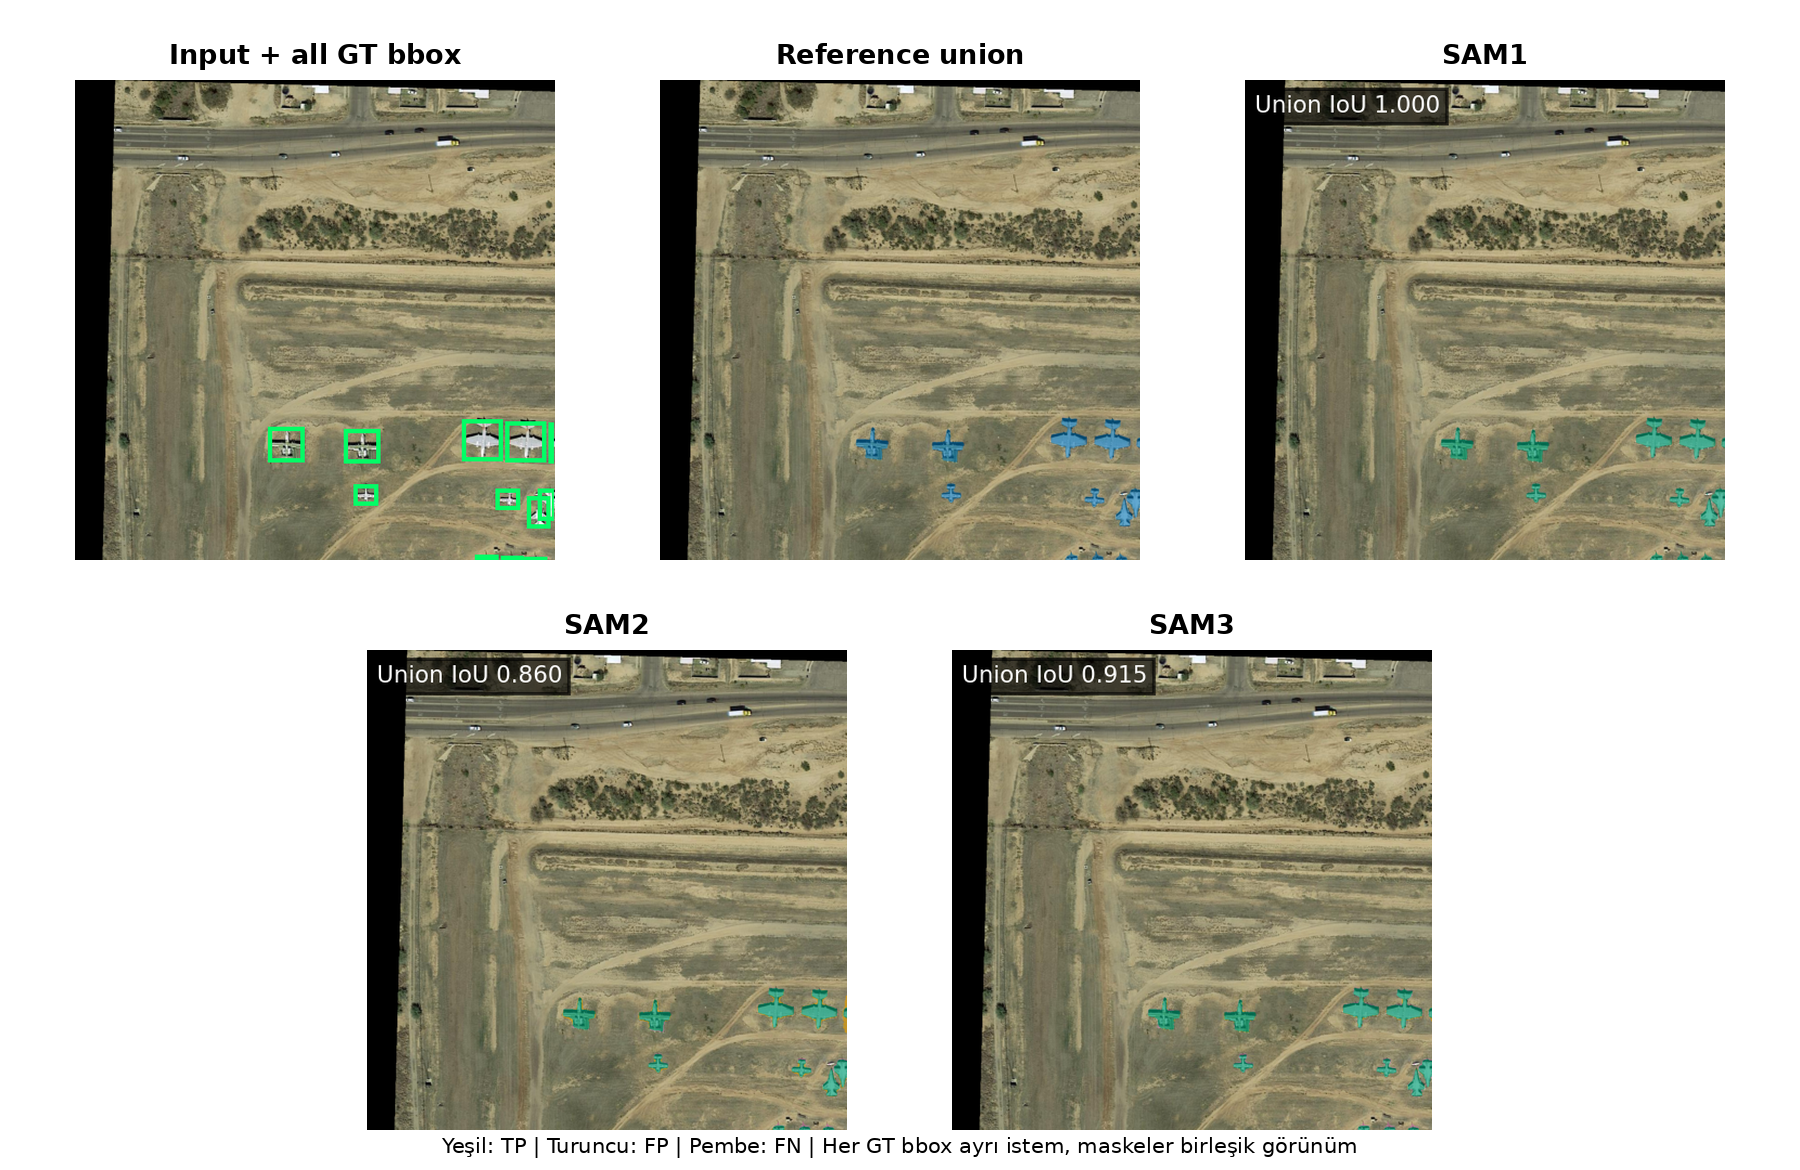 Input + all GT bbox
Reference union
SAM1
Union IoU 1.000
SAM2
SAM3
Union IoU 0.860
Union IoU 0.915
Yeşil: TP | Turuncu: FP | Pembe: FN | Her GT bbox ayrı istem, maskeler birleşik görünüm